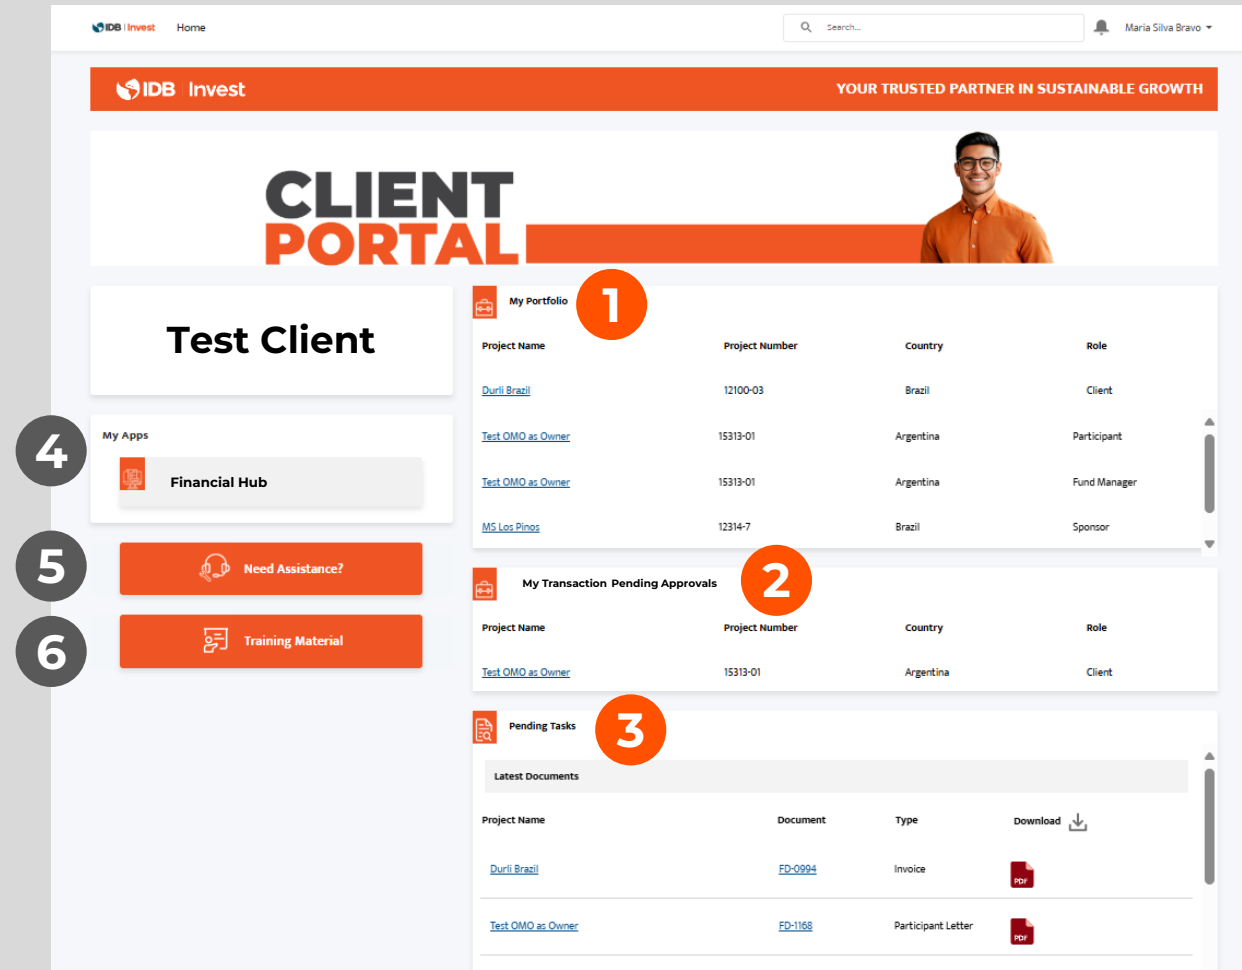 IDB Invest Home Search... Maria Silva Bravo
IDB Invest YOUR TRUSTED PARTNER IN SUSTAINABLE GROWTH
CLIENT
PORTAL
Test Client
4 My Apps
Financial Hub
5 Need Assistance?
6 Training Material
My Portfolio 1
Project Name Project Number Country Role
Durli Brazil 12100-03 Brazil Client
Test OMO as Owner 15313-01 Argentina Participant
Test OMO as Owner 15313-01 Argentina Fund Manager
MS Los Pinos 12314-7 Brazil Sponsor
My Transaction Pending Approvals 2
Project Name Project Number Country Role
Test OMO as Owner 15313-01 Argentina Client
Pending Tasks 3
Latest Documents
Project Name Document Type Download
Durli Brazil FD-0994 Invoice PDF
Test OMO as Owner FD-1168 Participant Letter PDF